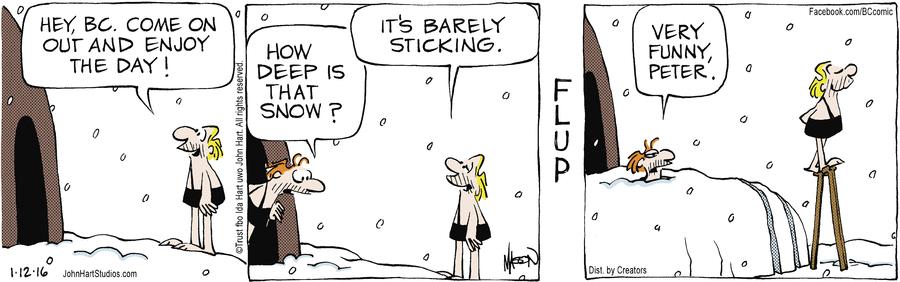 HEY, BC. COME ON
OUT AND ENJOY
THE DAY!
1·12·16
JohnHartStudios.com
©Trust fbo Ida Hart uwo John Hart. All rights reserved.
HOW
DEEP IS
THAT
SNOW?
IT'S BARELY
STICKING.
MASON
FLUP
Facebook.com/BCcomic
VERY
FUNNY,
PETER.
Dist. by Creators